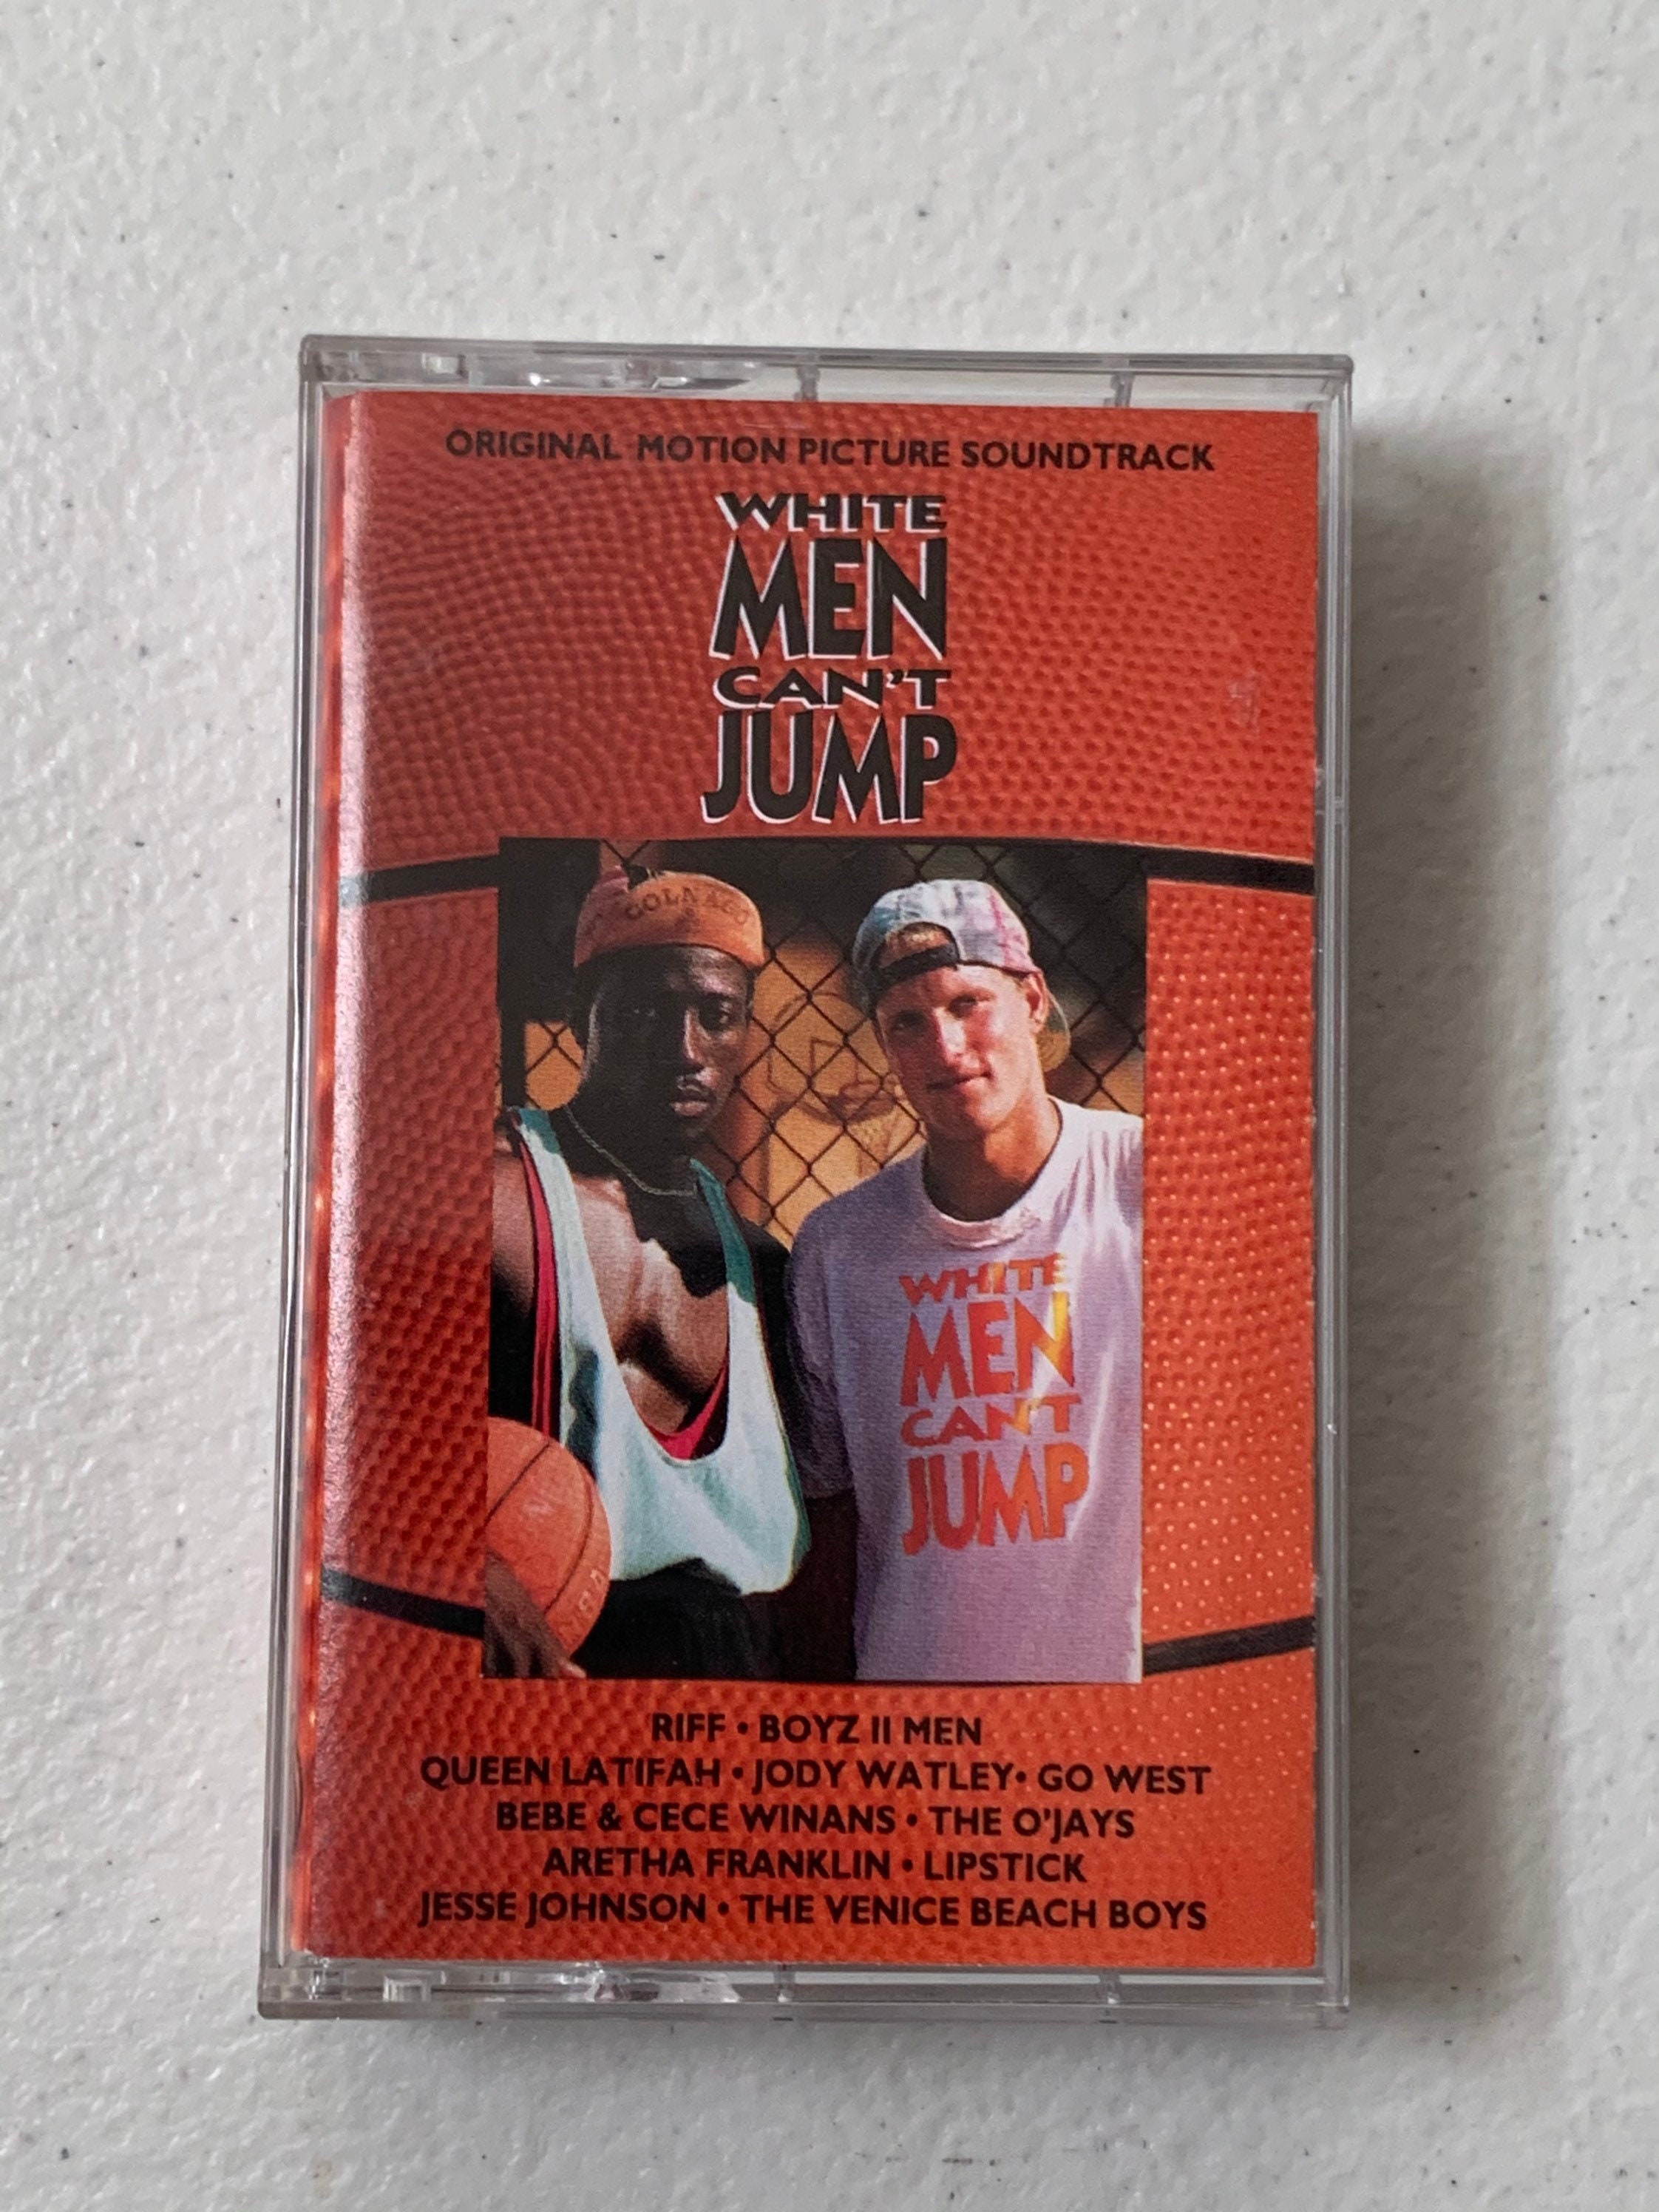 ORIGINAL MOTION PICTURE SOUNDTRACK
WHITE
MEN
CAN'T
JUMP
COLNAGO
WHITE
MEN
CAN'T
JUMP
RIFF • BOYZ II MEN
QUEEN LATIFAH • JODY WATLEY • GO WEST
BEBE & CECE WINANS • THE O'JAYS
ARETHA FRANKLIN • LIPSTICK
JESSE JOHNSON • THE VENICE BEACH BOYS